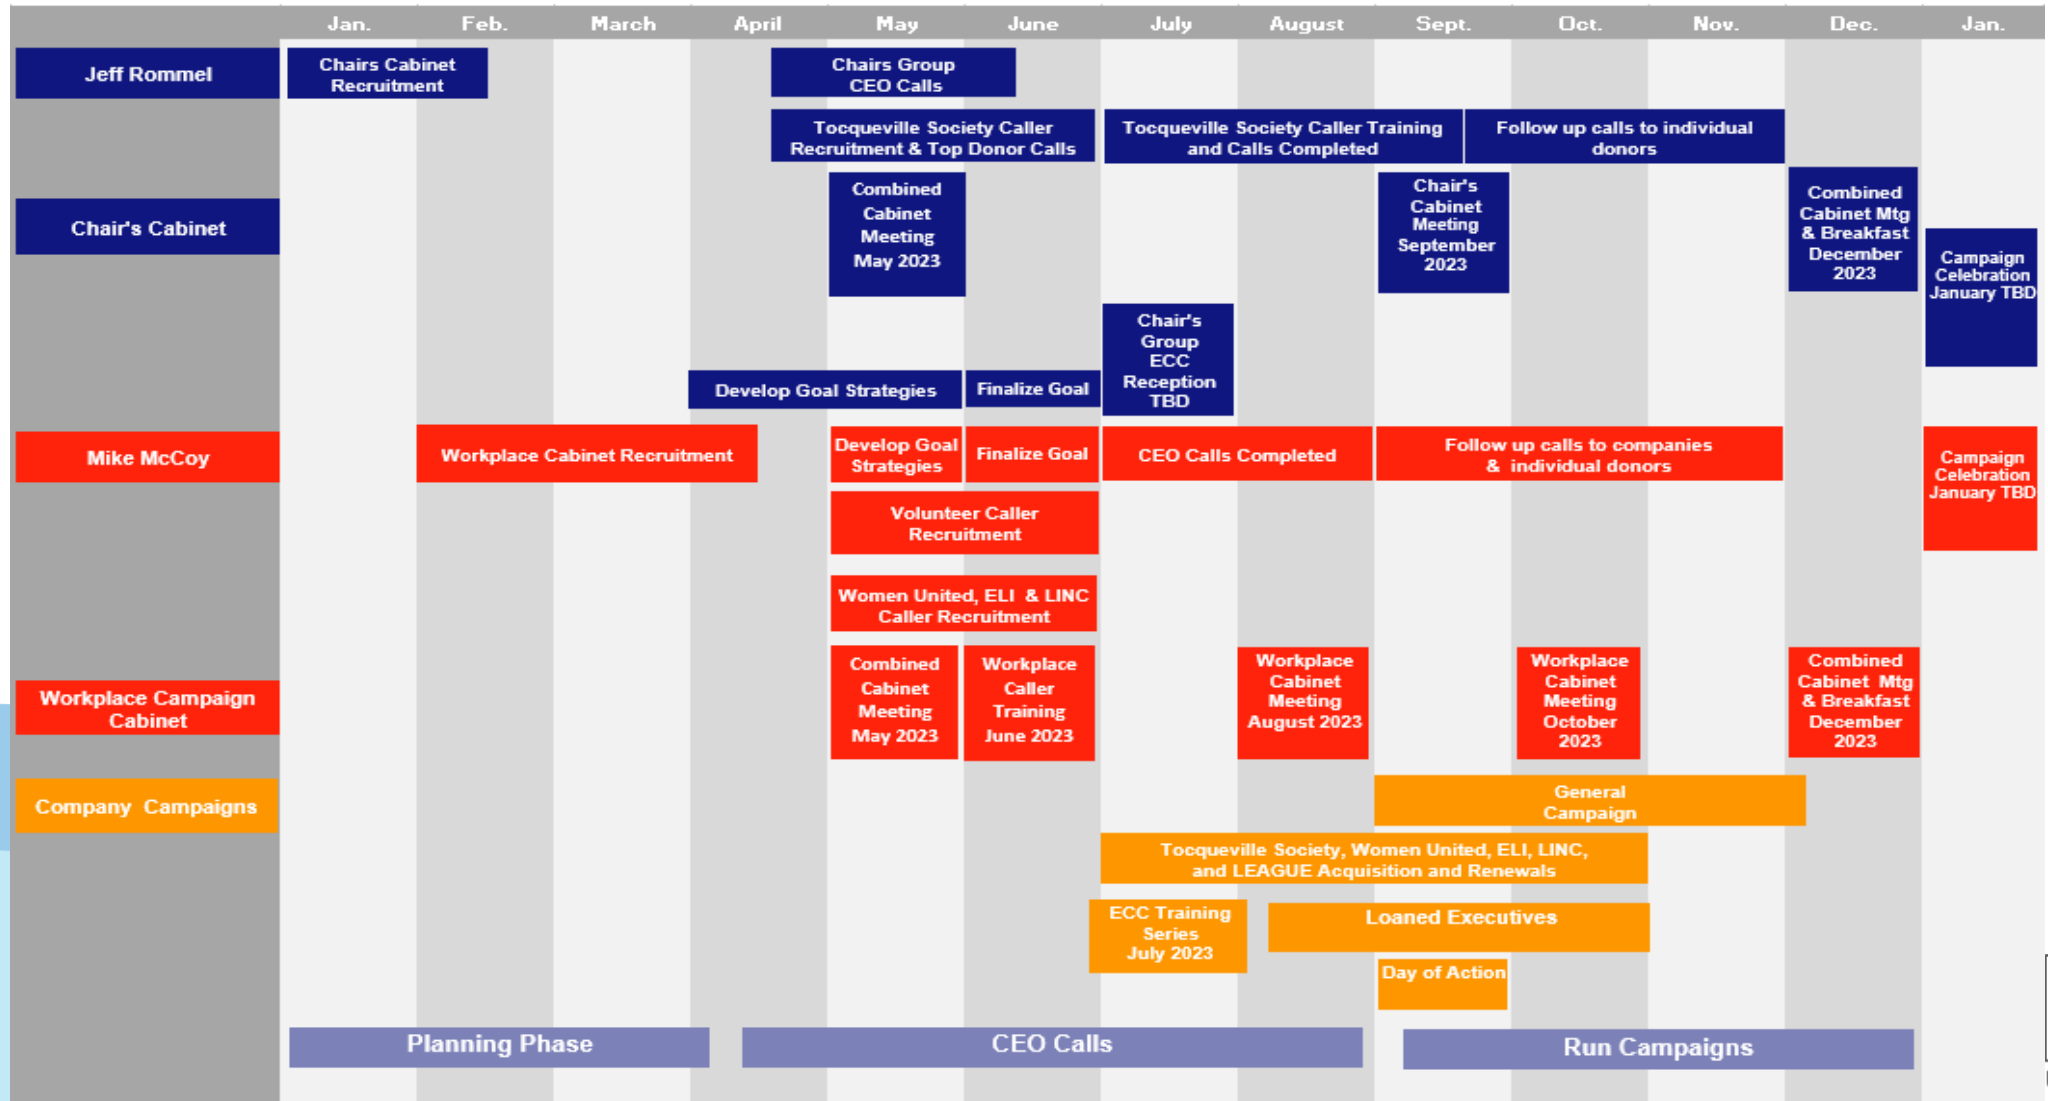 Jan.
Feb.
March
April
May
June
July
August
Sept.
Oct.
Nov.
Dec.
Jan.
Jeff Rommel
Chairs Cabinet
Recruitment
Chairs Group
CEO Calls
Tocqueville Society Caller
Recruitment & Top Donor Calls
Tocqueville Society Caller Training
and Calls Completed
Follow up calls to individual
donors
Chair's Cabinet
Combined
Cabinet
Meeting
May 2023
Chair's
Cabinet
Meeting
September
2023
Combined
Cabinet Mtg
& Breakfast
December
2023
Campaign
Celebration
January TBD
Chair's
Group
ECC
Reception
TBD
Develop Goal Strategies
Finalize Goal
Mike McCoy
Workplace Cabinet Recruitment
Develop Goal
Strategies
Finalize Goal
CEO Calls Completed
Follow up calls to companies
& individual donors
Campaign
Celebration
January TBD
Volunteer Caller
Recruitment
Women United, ELI & LINC
Caller Recruitment
Workplace Campaign
Cabinet
Combined
Cabinet
Meeting
May 2023
Workplace
Caller
Training
June 2023
Workplace
Cabinet
Meeting
August 2023
Workplace
Cabinet
Meeting
October
2023
Combined
Cabinet Mtg
& Breakfast
December
2023
Company Campaigns
General
Campaign
Tocqueville Society, Women United, ELI, LINC,
and LEAGUE Acquisition and Renewals
ECC Training
Series
July 2023
Loaned Executives
Day of Action
Planning Phase
CEO Calls
Run Campaigns